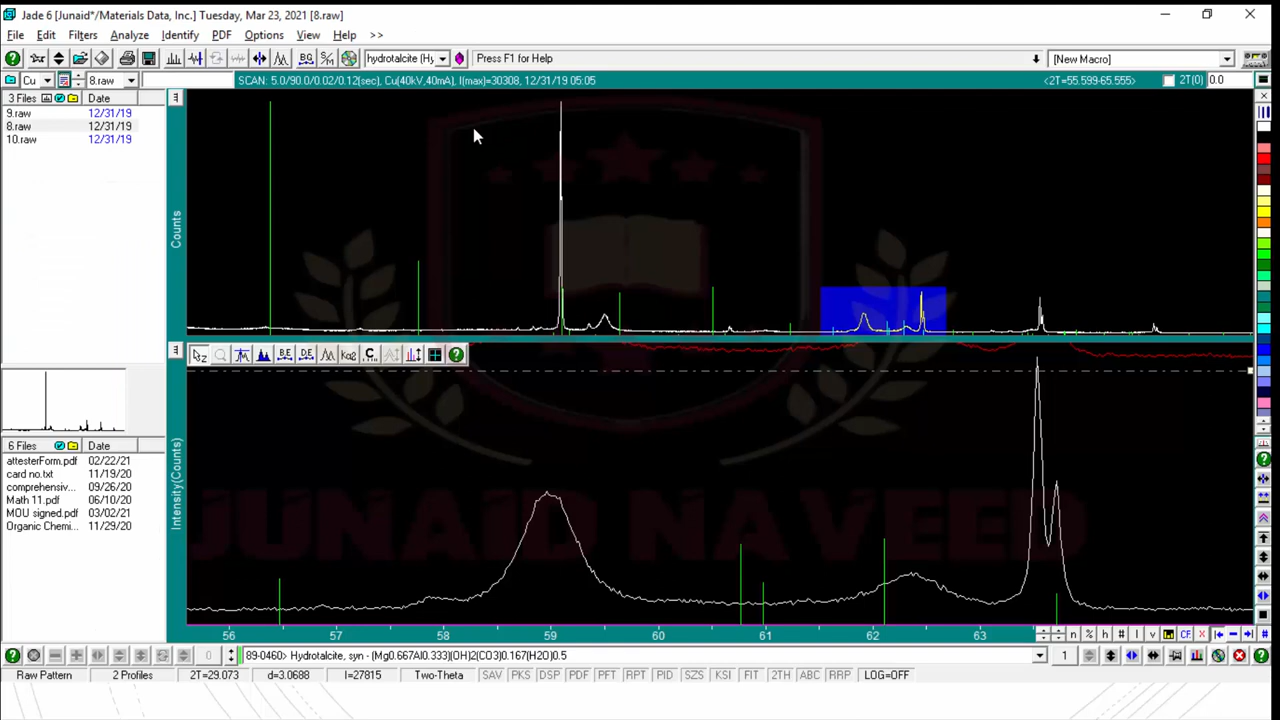 Jade 6 [Junaid*/Materials Data, Inc.] Tuesday, Mar 23, 2021 [8.raw]
File Edit Filters Analyze Identify PDF Options View Help >>
hydrotalcite (Hy Press F1 for Help [New Macro]
Cu 8.raw SCAN: 5.0/90.0/0.02/0.12(sec), Cu(40kV,40mA), I(max)=30308, 12/31/19 05:05 <2T=55.599-65.555> 2T(0) 0.0
3 Files Date
9.raw 12/31/19
8.raw 12/31/19
10.raw 12/31/19
Counts
6 Files Date
attesterForm.pdf 02/22/21
card no.txt 11/19/20
comprehensiv... 09/26/20
Math 11.pdf 06/10/20
MOU signed.pdf 03/02/21
Organic Chemi... 11/29/20
Intensity(Counts)
JUNAID NAVEED
56 57 58 59 60 61 62 63
n % h # l v CF X
89-0460> Hydrotalcite, syn - (Mg0.667Al0.333)(OH)2(CO3)0.167(H2O)0.5 1
Raw Pattern 2 Profiles 2T=29.073 d=3.0688 I=27815 Two-Theta SAV PKS DSP PDF PFT RPT PID SZS KSI FIT 2TH ABC RRP LOG=OFF